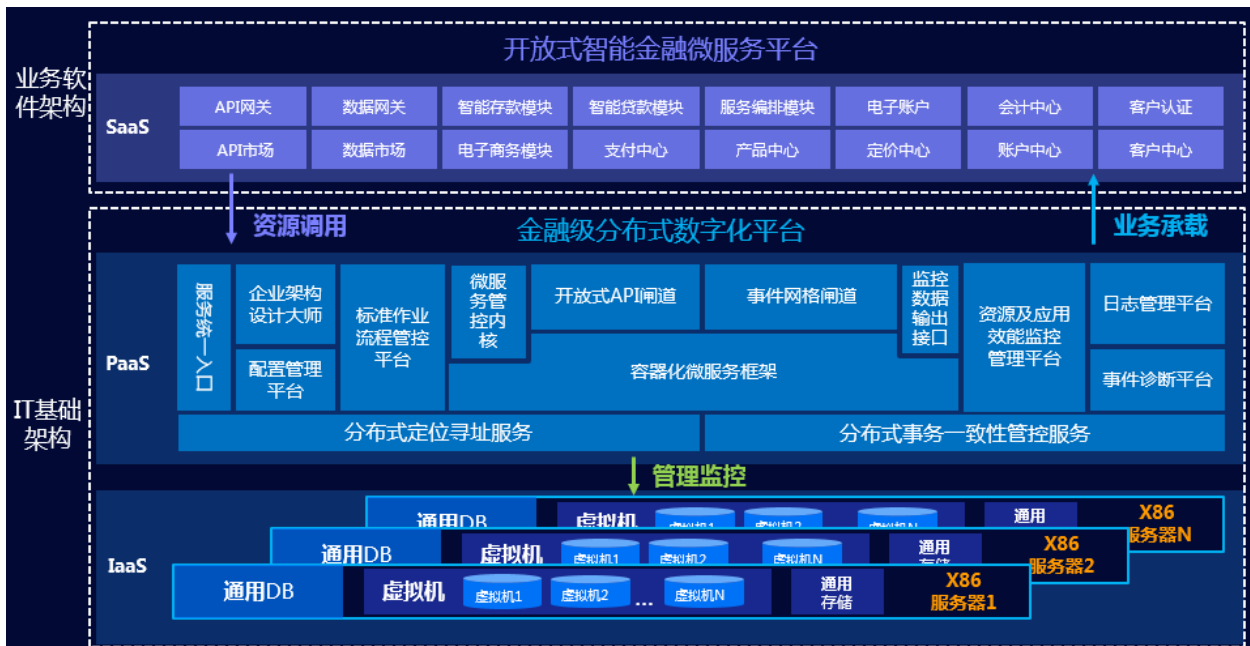 开放式智能金融微服务平台
业务软
件架构
SaaS
API网关
数据网关
智能存款模块
智能贷款模块
服务编排模块
电子账户
会计中心
客户认证
API市场
数据市场
电子商务模块
支付中心
产品中心
定价中心
账户中心
客户中心
资源调用
金融级分布式数字化平台
业务承载
IT基础
架构
PaaS
服务统一入口
企业架构
设计大师
配置管理
平台
标准作业
流程管控
平台
微服
务管
控内
核
开放式API闸道
事件网格闸道
监控
数据
输出
接口
容器化微服务框架
资源及应用
效能监控
管理平台
日志管理平台
事件诊断平台
分布式定位寻址服务
分布式事务一致性管控服务
管理监控
IaaS
通用DB
虚拟机
虚拟机1
虚拟机2
虚拟机N
通用
X86
服务器N
通用DB
虚拟机
虚拟机1
虚拟机2
虚拟机N
通用
存储
X86
服务器2
通用DB
虚拟机
虚拟机1
虚拟机2
...
虚拟机N
通用
存储
X86
服务器1